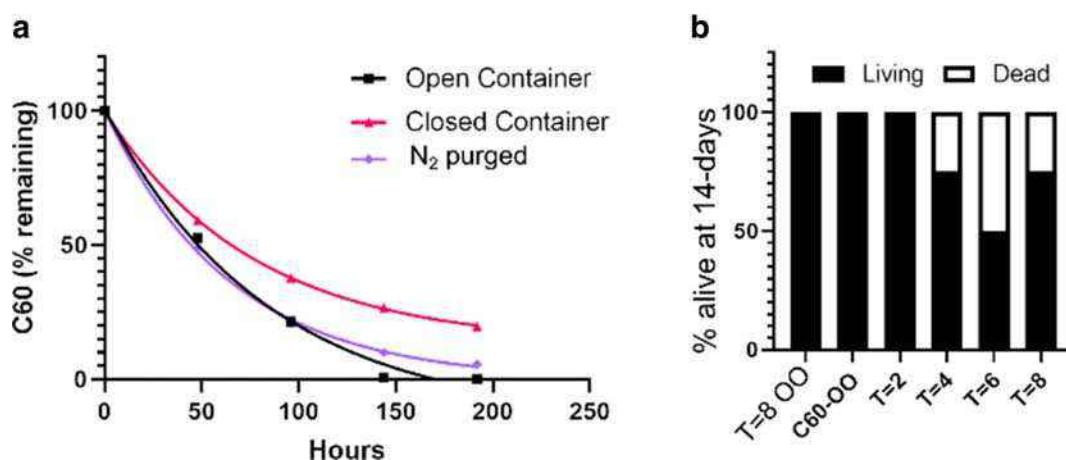 a
C60 (% remaining)
100
50
0
0 50 100 150 200 250
Hours
Open Container
Closed Container
N₂ purged
b
Living Dead
% alive at 14-days
100
50
0
T=8 OO C60-OO T=2 T=4 T=6 T=8